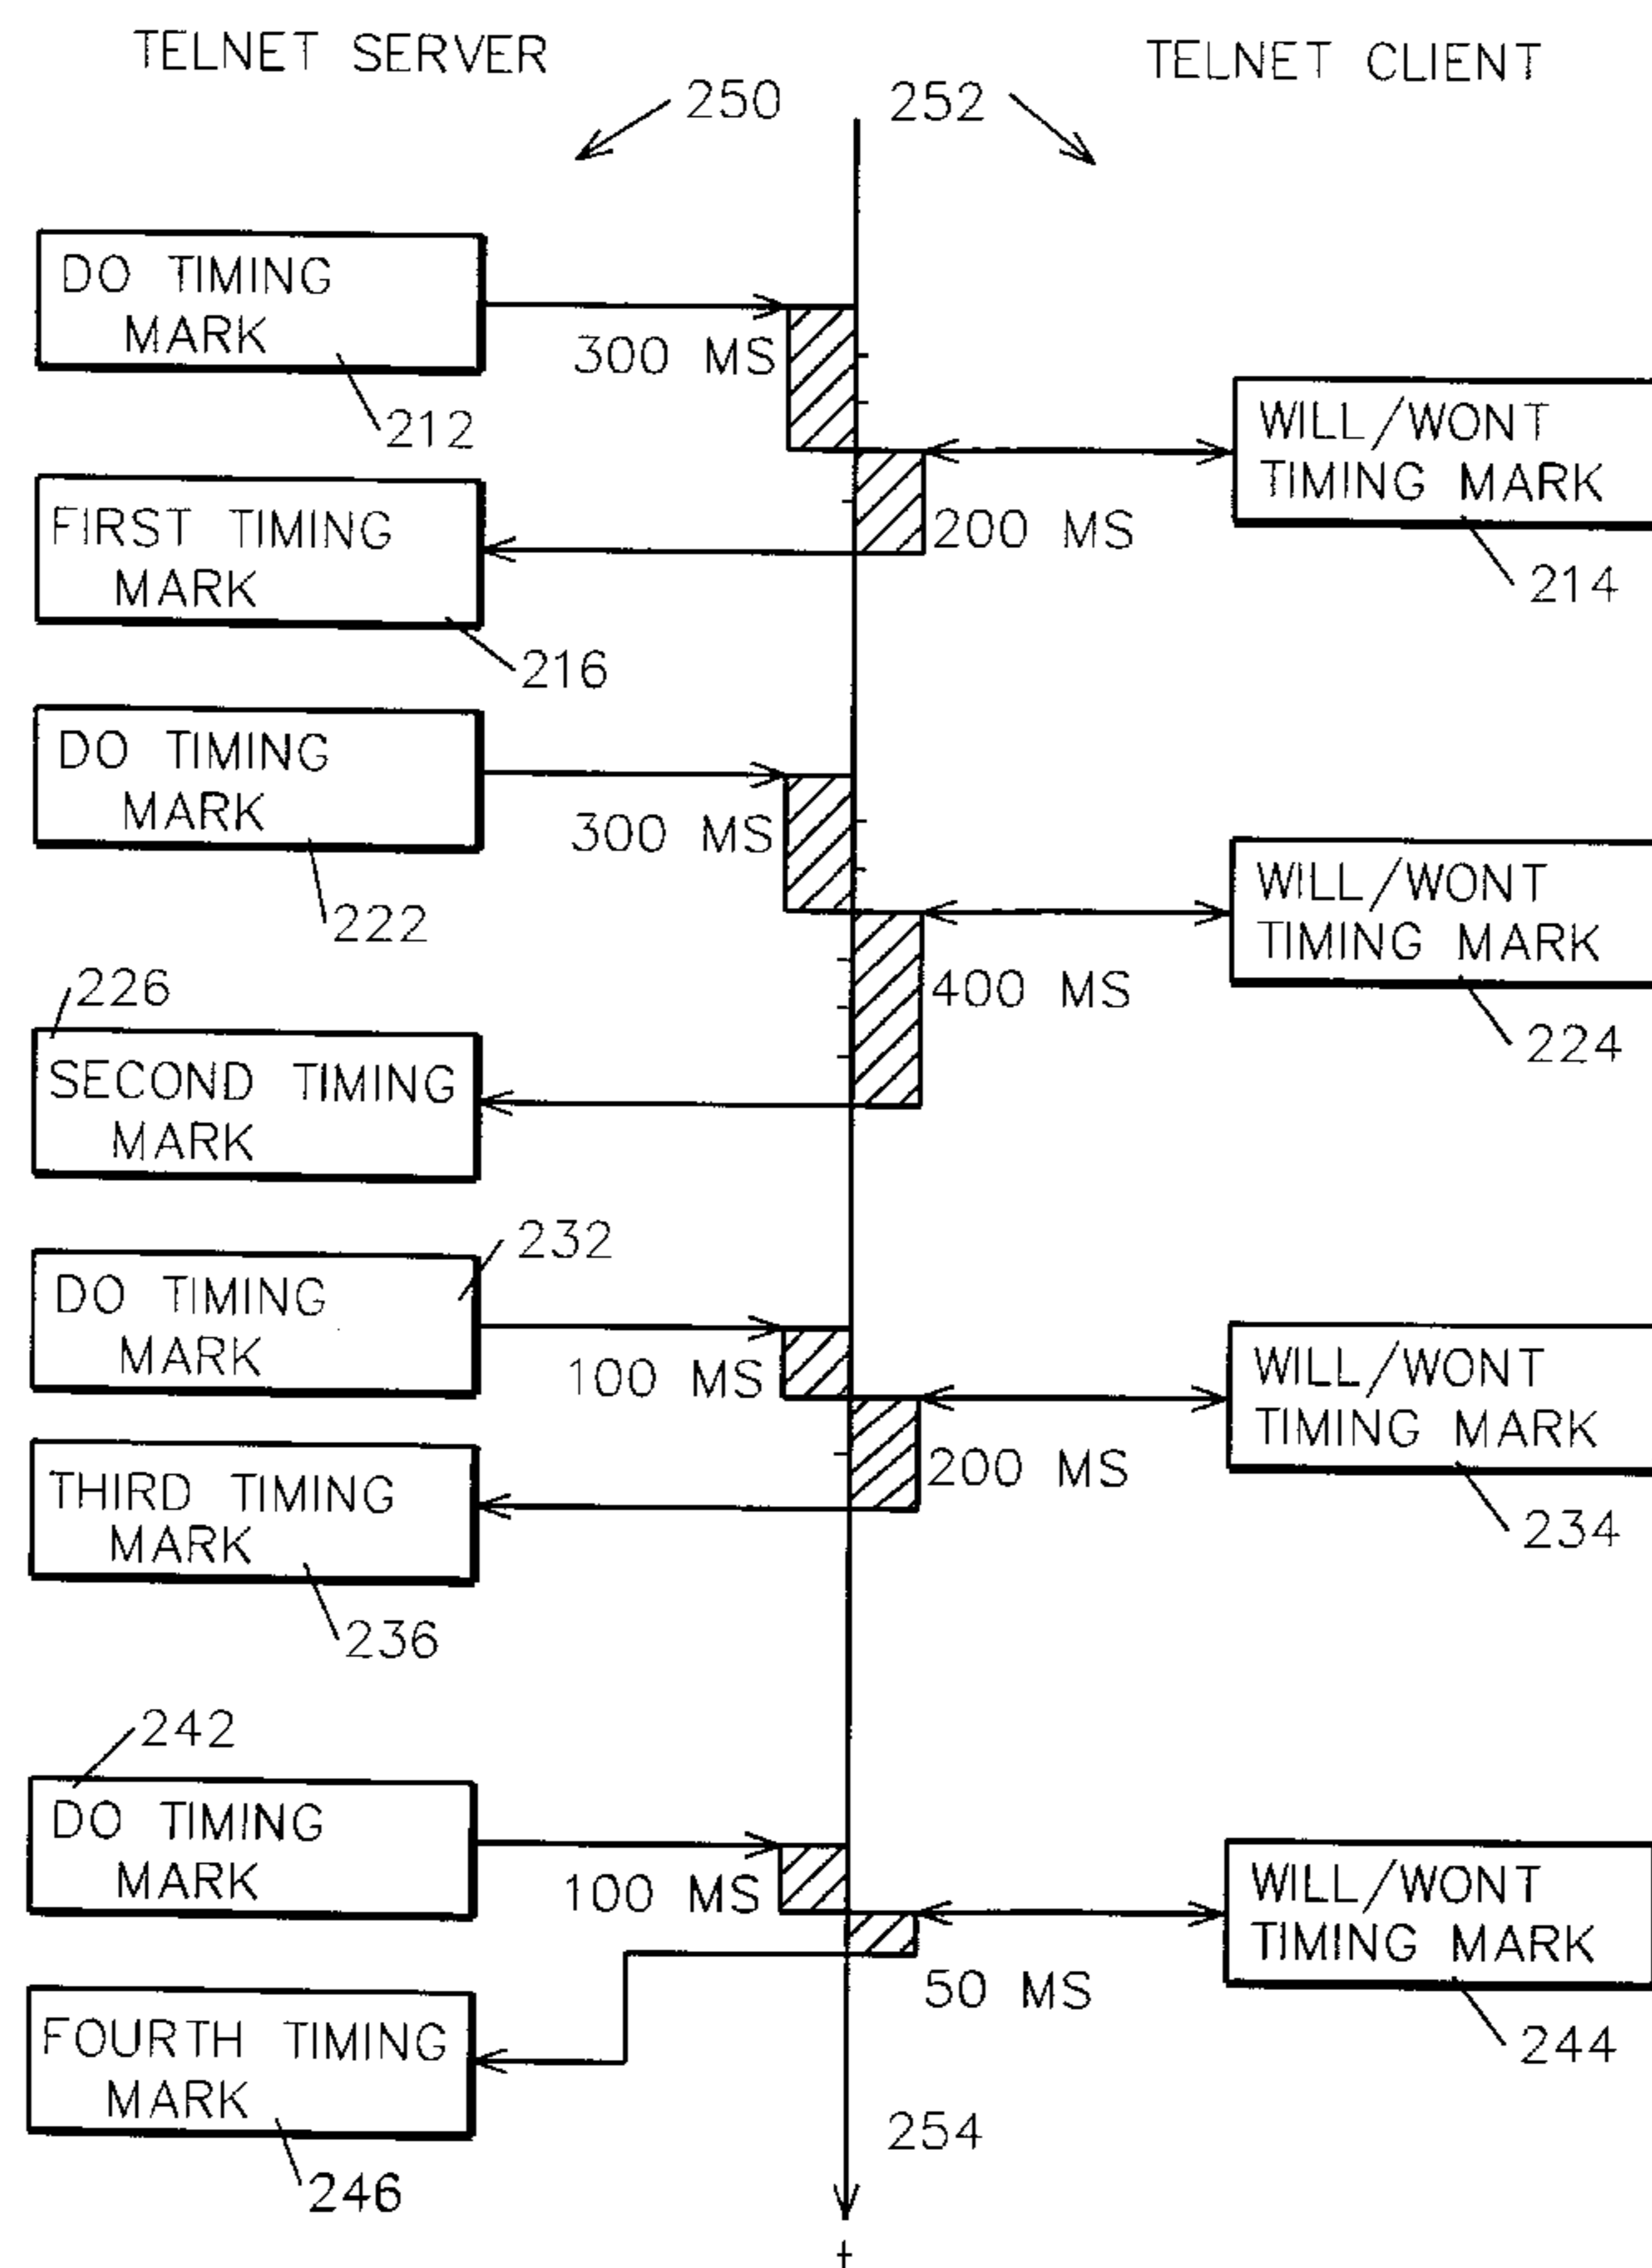 TELNET SERVER
TELNET CLIENT
250
252
DO TIMING
MARK
300 MS
212
WILL/WONT
TIMING MARK
FIRST TIMING
MARK
200 MS
214
216
DO TIMING
MARK
300 MS
222
WILL/WONT
TIMING MARK
226
400 MS
224
SECOND TIMING
MARK
232
DO TIMING
MARK
100 MS
WILL/WONT
TIMING MARK
THIRD TIMING
MARK
200 MS
234
236
242
DO TIMING
MARK
100 MS
WILL/WONT
TIMING MARK
50 MS
FOURTH TIMING
MARK
244
254
246
t